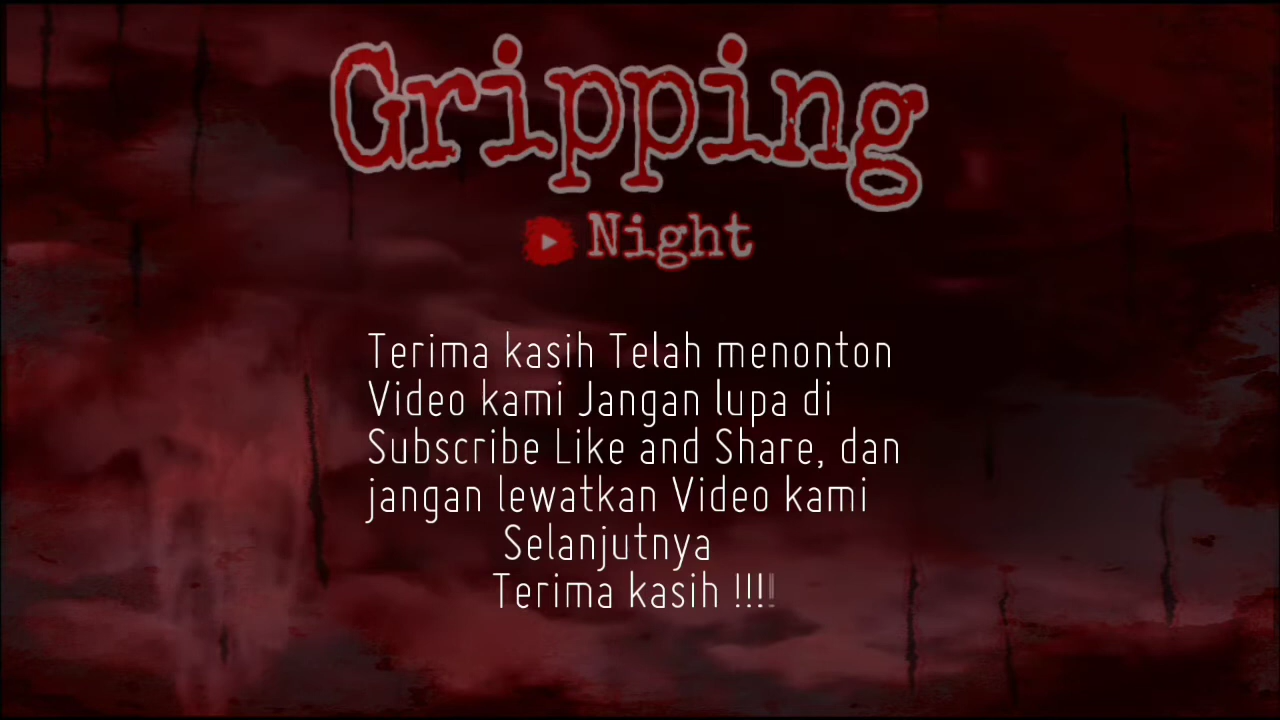 Gripping
Night
Terima kasih Telah menonton
Video kami Jangan lupa di
Subscribe Like and Share, dan
jangan lewatkan Video kami
Selanjutnya
Terima kasih !!!!